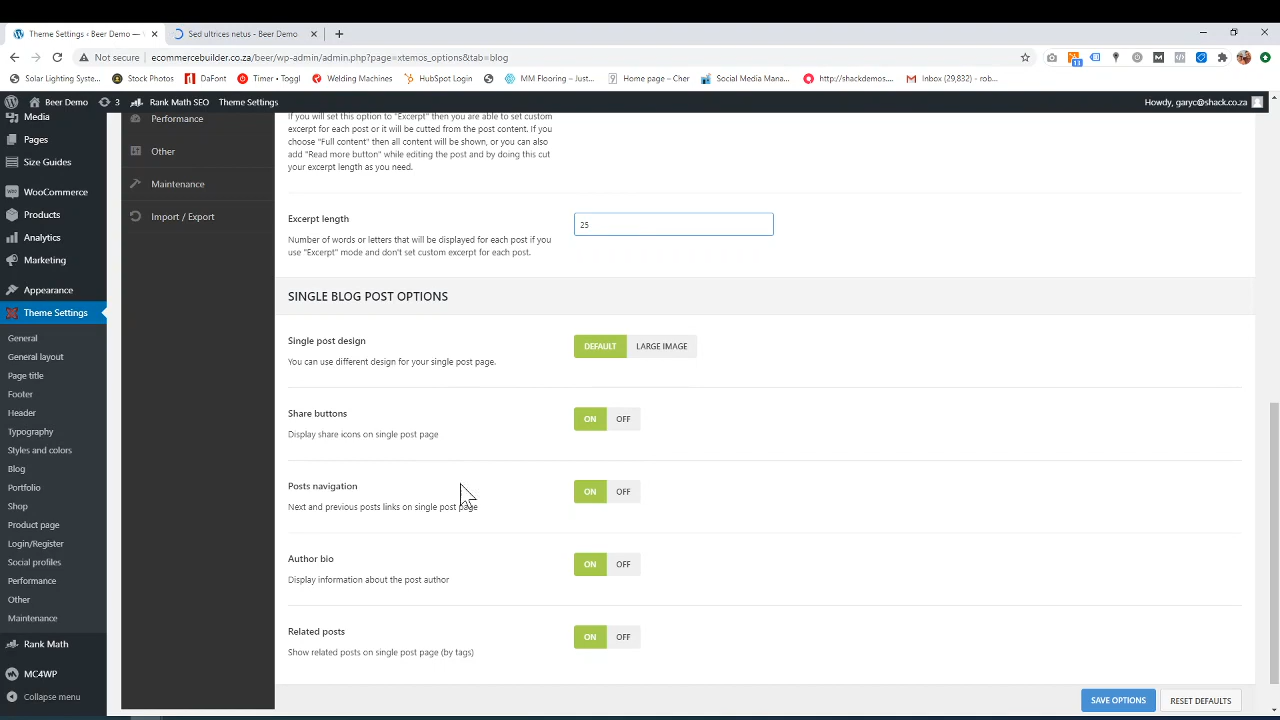 Theme Settings ‹ Beer Demo —
Sed ultrices netus - Beer Demo
Not secure
ecommercebuilder.co.za/beer/wp-admin/admin.php?page=xtemos_options&tab=blog
Solar Lighting Syste...
Stock Photos
DaFont
Timer • Toggl
Welding Machines
HubSpot Login
MM Flooring – Just...
Home page – Cher
Social Media Mana...
http://shackdemos....
Inbox (29,832) - rob...
Beer Demo
3
Rank Math SEO
Theme Settings
Howdy, garyc@shack.co.za
Media
Pages
Size Guides
WooCommerce
Products
Analytics
Marketing
Appearance
Theme Settings
General
General layout
Page title
Footer
Header
Typography
Styles and colors
Blog
Portfolio
Shop
Product page
Login/Register
Social profiles
Performance
Other
Maintenance
Rank Math
MC4WP
Collapse menu
Performance
Other
Maintenance
Import / Export
If you will set this option to "Excerpt" then you are able to set custom
excerpt for each post or it will be cutted from the post content. If you
choose "Full content" then all content will be shown, or you can also
add "Read more button" while editing the post and by doing this cut
your excerpt length as you need.
Excerpt length
25
Number of words or letters that will be displayed for each post if you
use "Excerpt" mode and don't set custom excerpt for each post.
SINGLE BLOG POST OPTIONS
Single post design
DEFAULT
LARGE IMAGE
You can use different design for your single post page.
Share buttons
ON
OFF
Display share icons on single post page
Posts navigation
ON
OFF
Next and previous posts links on single post page
Author bio
ON
OFF
Display information about the post author
Related posts
ON
OFF
Show related posts on single post page (by tags)
SAVE OPTIONS
RESET DEFAULTS